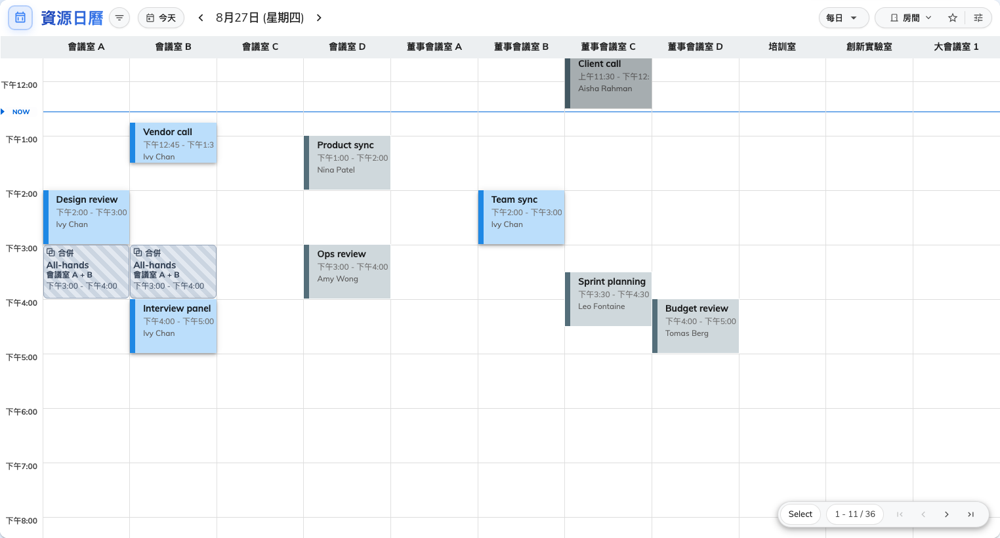 資源日曆
今天
8月27日 (星期四)
每日
房間
會議室 A
會議室 B
會議室 C
會議室 D
董事會議室 A
董事會議室 B
董事會議室 C
董事會議室 D
培訓室
創新實驗室
大會議室 1
Client call
上午11:30 - 下午12:
Aisha Rahman
下午12:00
NOW
Vendor call
下午12:45 - 下午1:3
Ivy Chan
下午1:00
Product sync
下午1:00 - 下午2:00
Nina Patel
下午2:00
Design review
下午2:00 - 下午3:00
Ivy Chan
Team sync
下午2:00 - 下午3:00
Ivy Chan
下午3:00
合併
All-hands
會議室 A + B
下午3:00 - 下午4:00
合併
All-hands
會議室 A + B
下午3:00 - 下午4:00
Ops review
下午3:00 - 下午4:00
Amy Wong
Sprint planning
下午3:30 - 下午4:30
Leo Fontaine
下午4:00
Interview panel
下午4:00 - 下午5:00
Ivy Chan
Budget review
下午4:00 - 下午5:00
Tomas Berg
下午5:00
下午6:00
下午7:00
下午8:00
Select
1 - 11 / 36